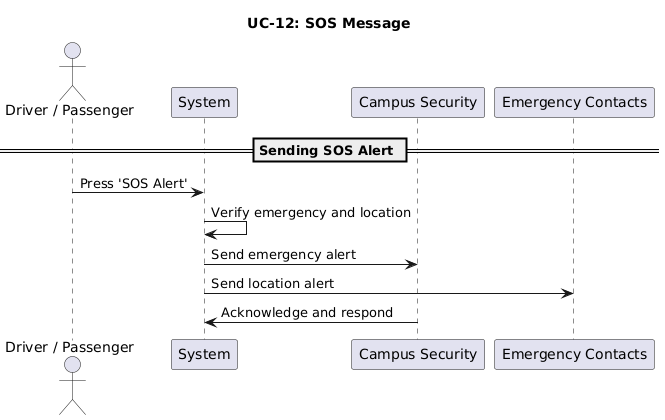 UC-12: SOS Message
Driver / Passenger
System
Campus Security
Emergency Contacts
Sending SOS Alert
Press 'SOS Alert'
Verify emergency and location
Send emergency alert
Send location alert
Acknowledge and respond
Driver / Passenger
System
Campus Security
Emergency Contacts